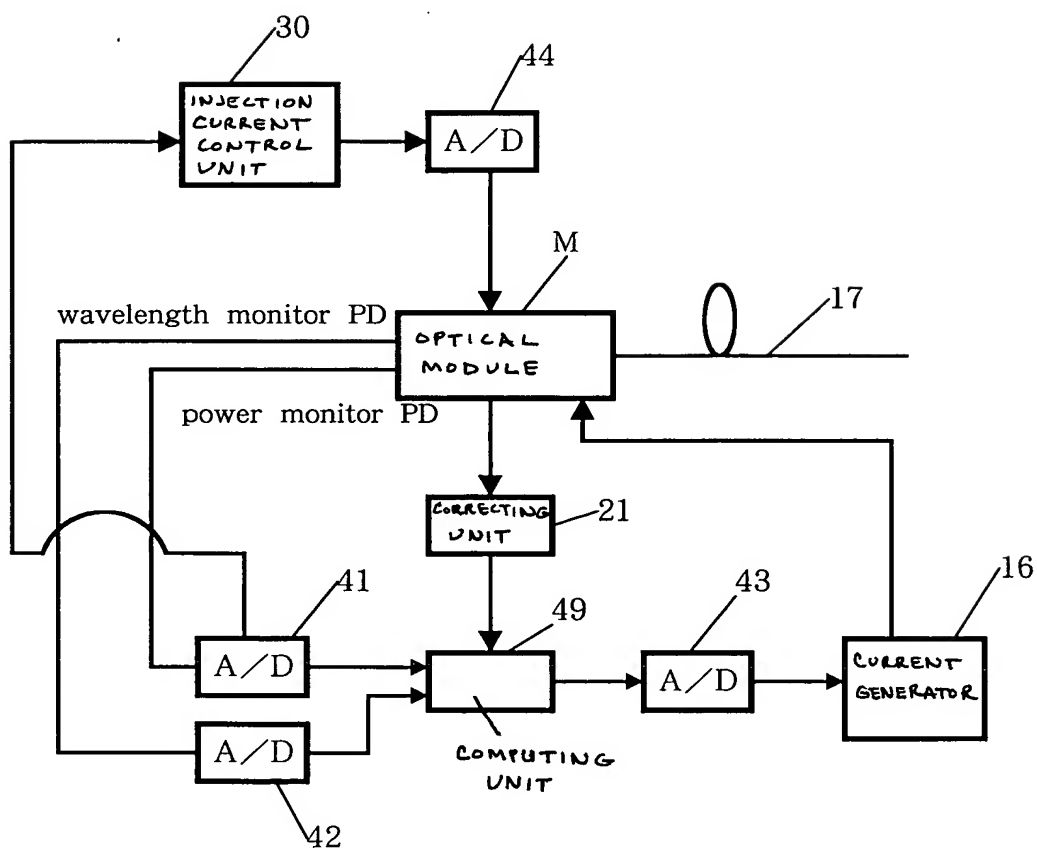 30
44
INJECTION
CURRENT
CONTROL
UNIT
A/D
M
17
wavelength monitor PD
OPTICAL
MODULE
power monitor PD
CORRECTING
UNIT
21
41
49
43
16
A/D
A/D
CURRENT
GENERATOR
A/D
COMPUTING
UNIT
42